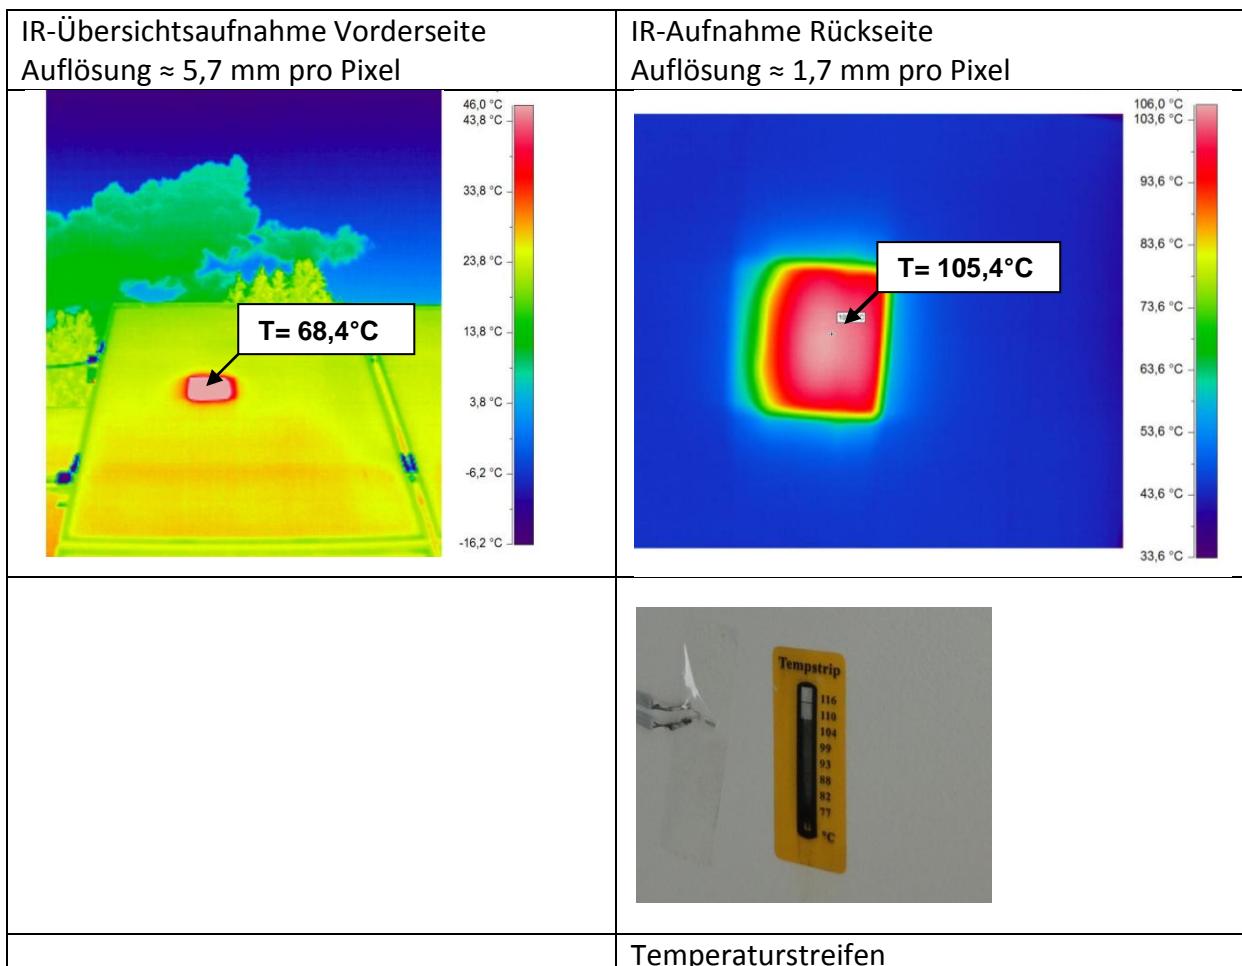 IR-Übersichtsaufnahme Vorderseite
Auflösung ≈ 5,7 mm pro Pixel
IR-Aufnahme Rückseite
Auflösung ≈ 1,7 mm pro Pixel
46,0 °C
43,8 °C
33,8 °C
23,8 °C
13,8 °C
3,8 °C
-6,2 °C
-16,2 °C
T= 68,4°C
106,0 °C
103,6 °C
93,6 °C
83,6 °C
73,6 °C
63,6 °C
53,6 °C
43,6 °C
33,6 °C
T= 105,4°C
Tempstrip
116
110
104
99
93
88
82
77
°C
Temperaturstreifen